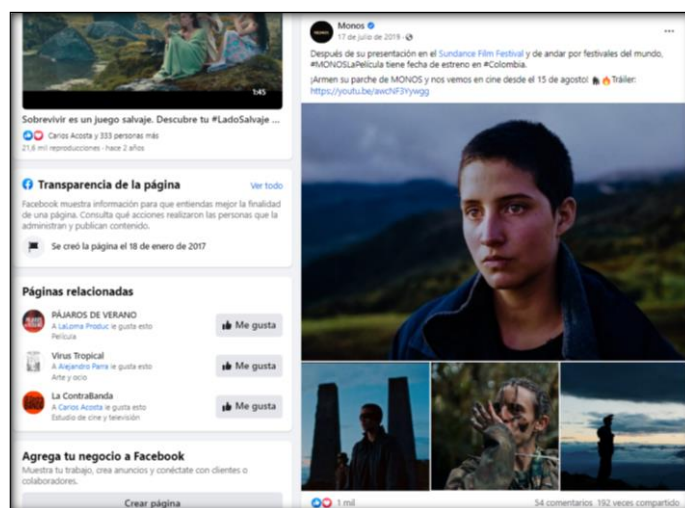 1:45
Sobrevivir es un juego salvaje. Descubre tu #LadoSalvaje ...
Carlos Acosta y 333 personas más
21,6 mil reproducciones · hace 2 años
Transparencia de la página
Ver todo
Facebook muestra información para que entiendas mejor la finalidad
de una página. Consulta qué acciones realizaron las personas que la
administran y publican contenido.
Se creó la página el 18 de enero de 2017
Páginas relacionadas
PÁJAROS DE VERANO
A LaLoma Produc le gusta esto
Película
Me gusta
Virus Tropical
A Alejandro Parra le gusta esto
Arte y ocio
Me gusta
La ContraBanda
A Carlos Acosta le gusta esto
Estudio de cine y televisión
Me gusta
Agrega tu negocio a Facebook
Muestra tu trabajo, crea anuncios y conéctate con clientes o
colaboradores.
Crear página
MONOS
Monos
17 de julio de 2019 ·
Después de su presentación en el Sundance Film Festival y de andar por festivales del mundo,
#MONOSLaPelícula tiene fecha de estreno en #Colombia.
¡Armen su parche de MONOS y nos vemos en cine desde el 15 de agosto! Tráiler:
https://youtu.be/awcNF3Yywgg
1 mil
54 comentarios 192 veces compartido